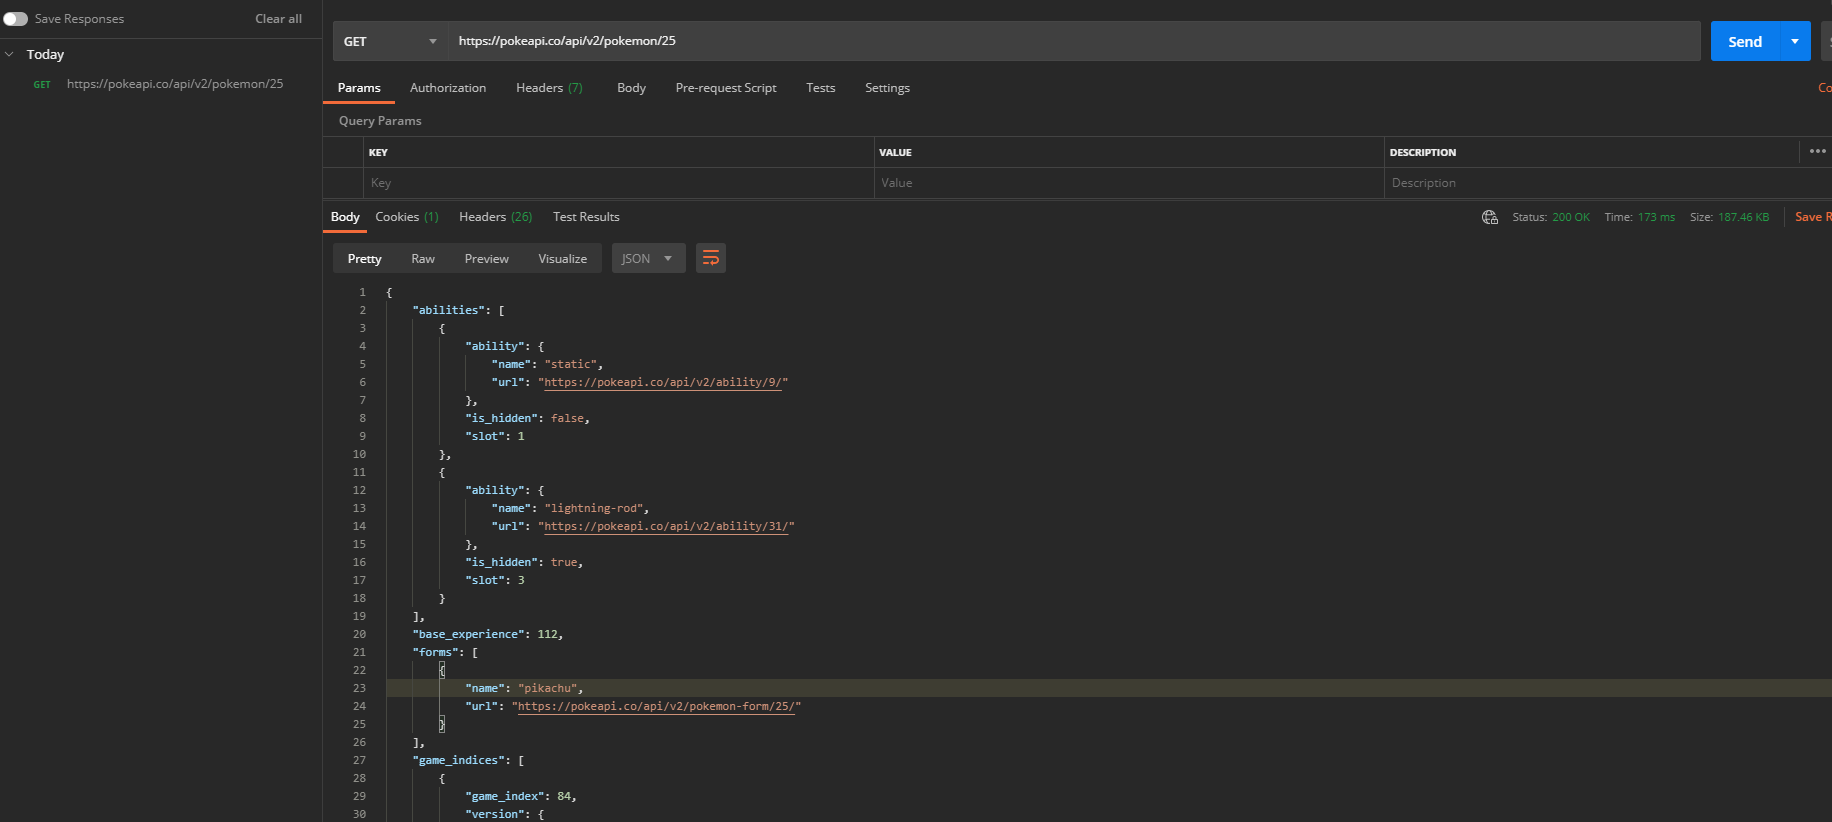 Save Responses Clear all
Today
GET https://pokeapi.co/api/v2/pokemon/25
GET https://pokeapi.co/api/v2/pokemon/25 Send
Params Authorization Headers (7) Body Pre-request Script Tests Settings Co
Query Params
KEY VALUE DESCRIPTION •••
Key Value Description
Body Cookies (1) Headers (26) Test Results Status: 200 OK Time: 173 ms Size: 187.46 KB Save R
Pretty Raw Preview Visualize JSON
1 {
2 "abilities": [
3 {
4 "ability": {
5 "name": "static",
6 "url": "https://pokeapi.co/api/v2/ability/9/"
7 },
8 "is_hidden": false,
9 "slot": 1
10 },
11 {
12 "ability": {
13 "name": "lightning-rod",
14 "url": "https://pokeapi.co/api/v2/ability/31/"
15 },
16 "is_hidden": true,
17 "slot": 3
18 }
19 ],
20 "base_experience": 112,
21 "forms": [
22 {
23 "name": "pikachu",
24 "url": "https://pokeapi.co/api/v2/pokemon-form/25/"
25 }
26 ],
27 "game_indices": [
28 {
29 "game_index": 84,
30 "version": {